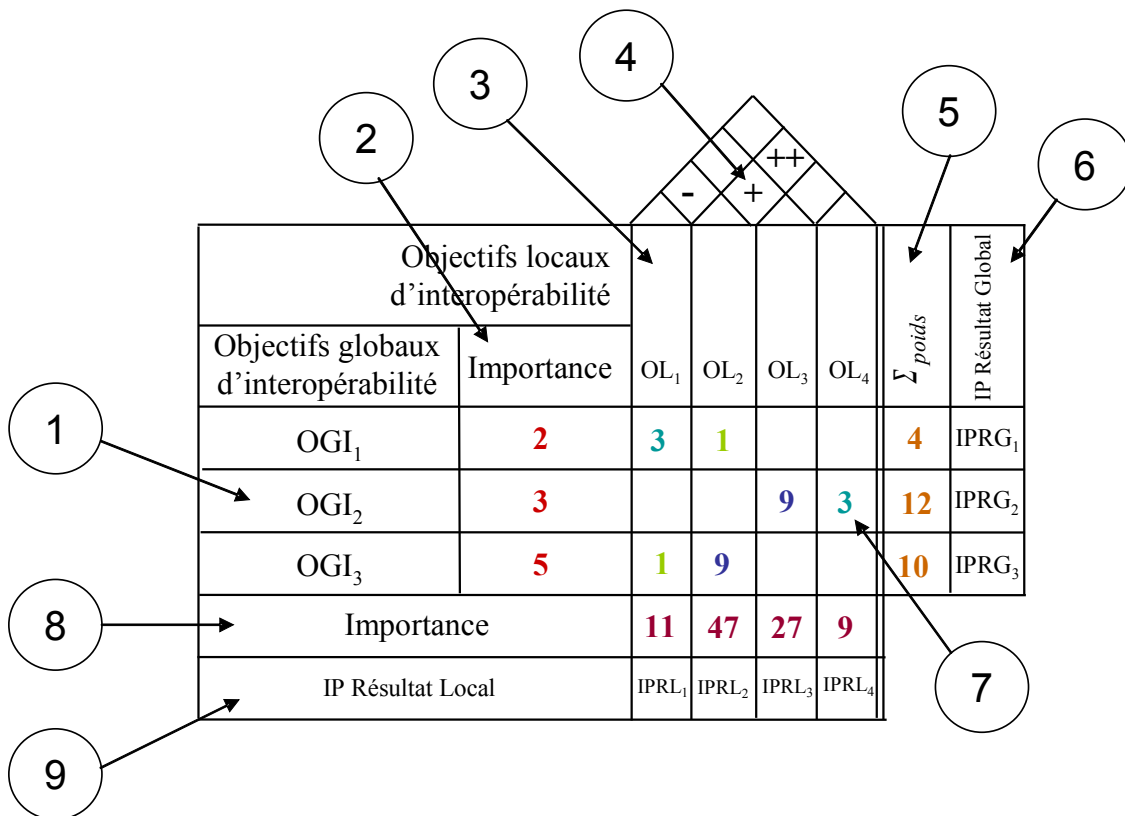 4
3
5
2
6
++
- +
Objectifs locaux
d'interopérabilité
Objectifs globaux
d'interopérabilité
Importance
OL1 OL2 OL3 OL4
Σpoids
IP Résultat Global
1
OGI1 2 3 1 4 IPRG1
OGI2 3 9 3 12 IPRG2
OGI3 5 1 9 10 IPRG3
8
Importance 11 47 27 9
7
IP Résultat Local IPRL1 IPRL2 IPRL3 IPRL4
9